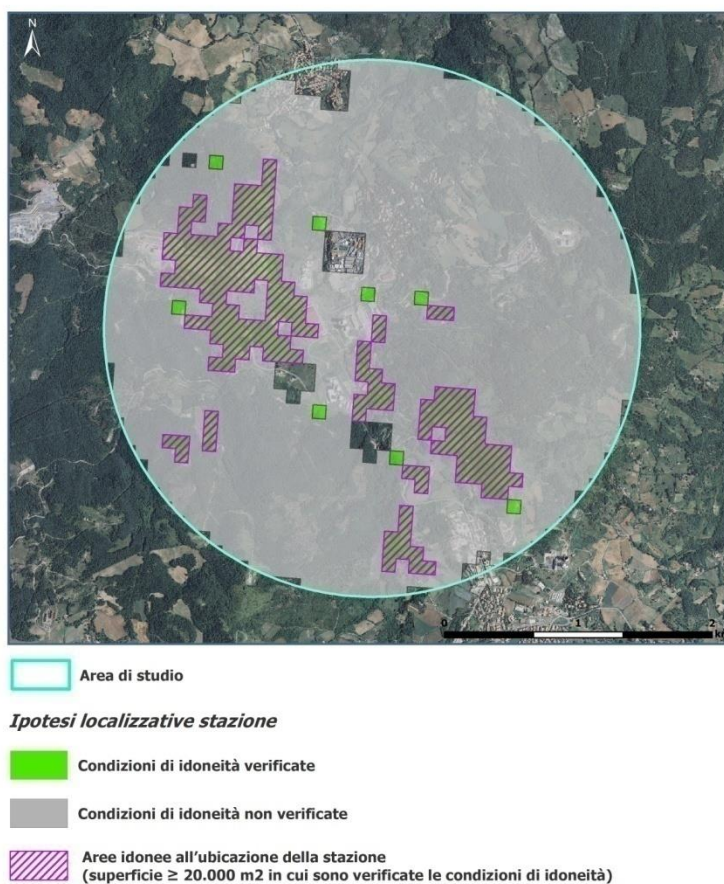 N
0 1 2
km
Area di studio
Ipotesi localizzative stazione
Condizioni di idoneità verificate
Condizioni di idoneità non verificate
Aree idonee all'ubicazione della stazione
(superficie ≥ 20.000 m2 in cui sono verificate le condizioni di idoneità)